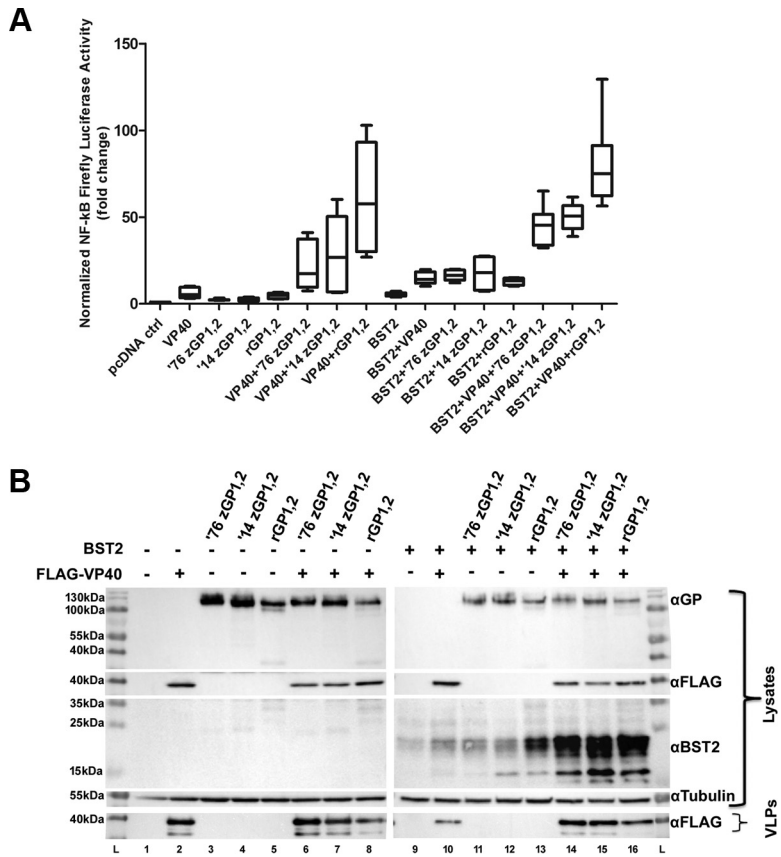 A
Normalized NF-kB Firefly Luciferase Activity
(fold change)
150
100
50
0
pcDNA ctrl
VP40
'76 zGP1,2
'14 zGP1,2
rGP1,2
VP40+'76 zGP1,2
VP40+'14 zGP1,2
VP40+rGP1,2
BST2
BST2+VP40
BST2+'76 zGP1,2
BST2+'14 zGP1,2
BST2+rGP1,2
BST2+VP40+'76 zGP1,2
BST2+VP40+'14 zGP1,2
BST2+VP40+rGP1,2
B
'76 zGP1,2 '14 zGP1,2 rGP1,2 '76 zGP1,2 '14 zGP1,2 rGP1,2 '76 zGP1,2 '14 zGP1,2 rGP1,2 '76 zGP1,2 '14 zGP1,2 rGP1,2
BST2 - - - - - - - - + + + + + + + +
FLAG-VP40 - + - - - + + + - + - - - + + +
130kDa
100kDa
55kDa
40kDa
αGP
40kDa
αFLAG
35kDa
25kDa
15kDa
αBST2
55kDa
αTubulin
Lysates
40kDa
αFLAG
VLPs
L 1 2 3 4 5 6 7 8 9 10 11 12 13 14 15 16 L